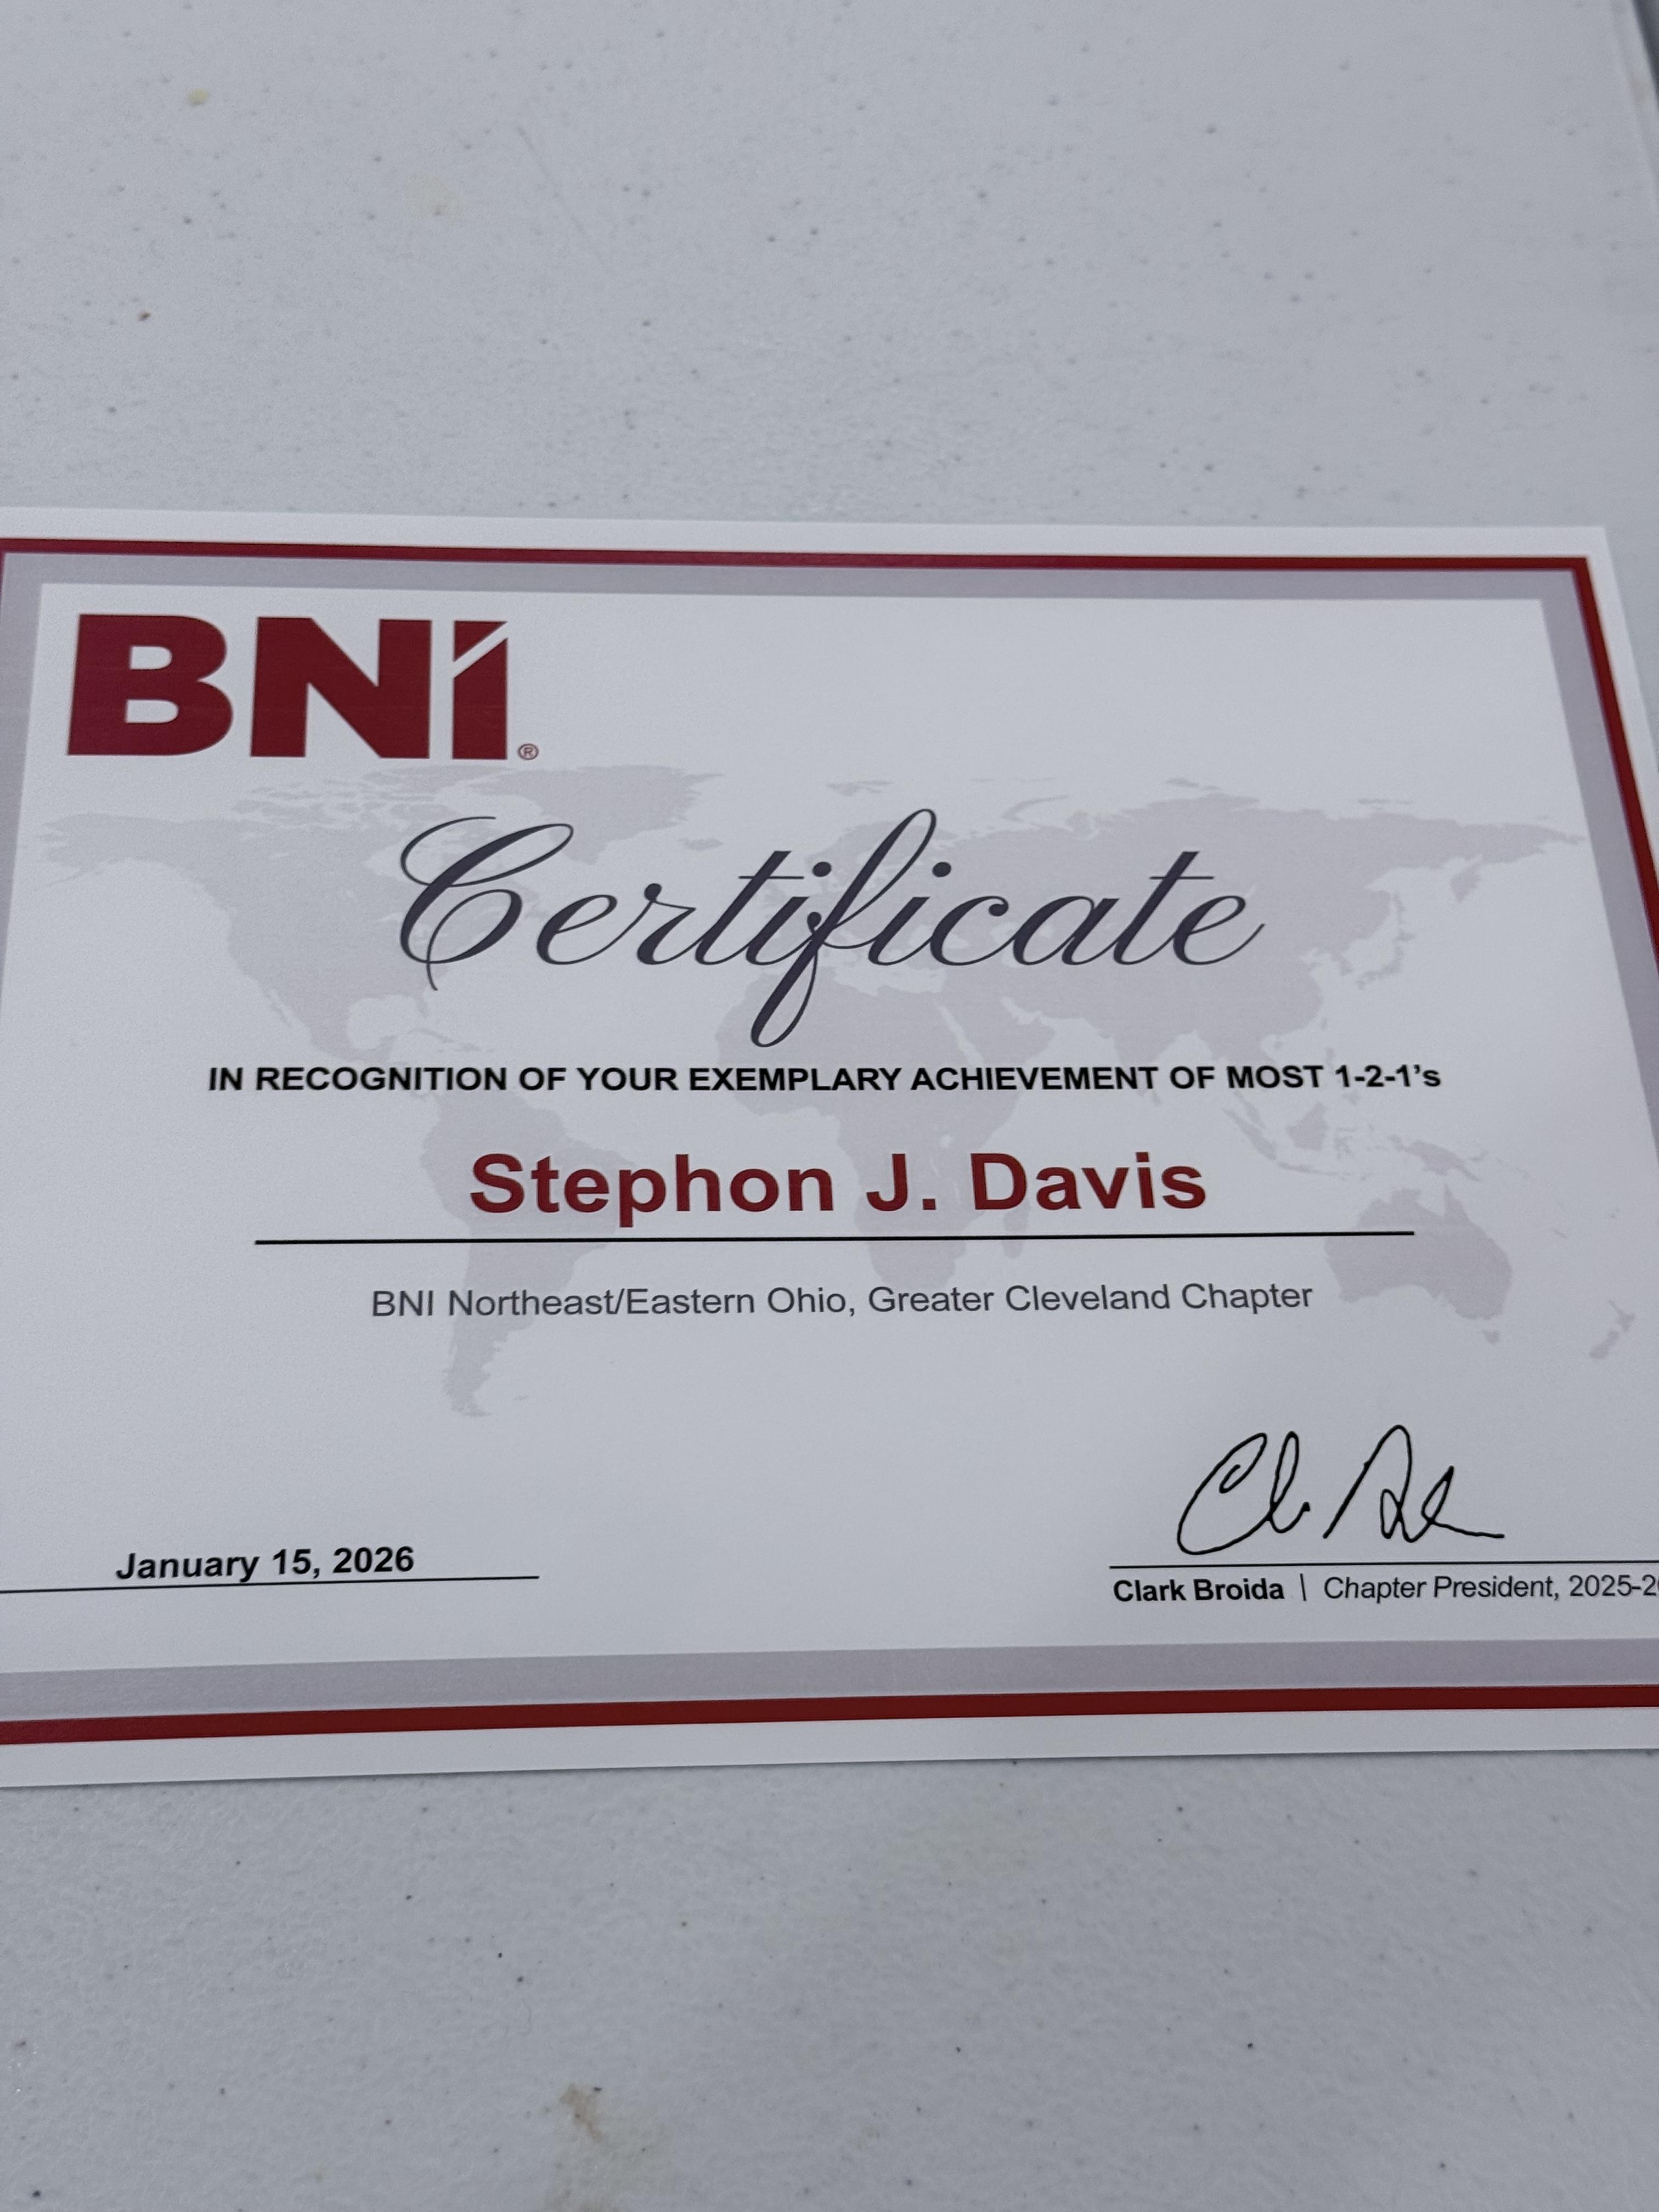 BNI®
Certificate
IN RECOGNITION OF YOUR EXEMPLARY ACHIEVEMENT OF MOST 1-2-1's
Stephon J. Davis
BNI Northeast/Eastern Ohio, Greater Cleveland Chapter
January 15, 2026
Clark Broida | Chapter President, 2025-2